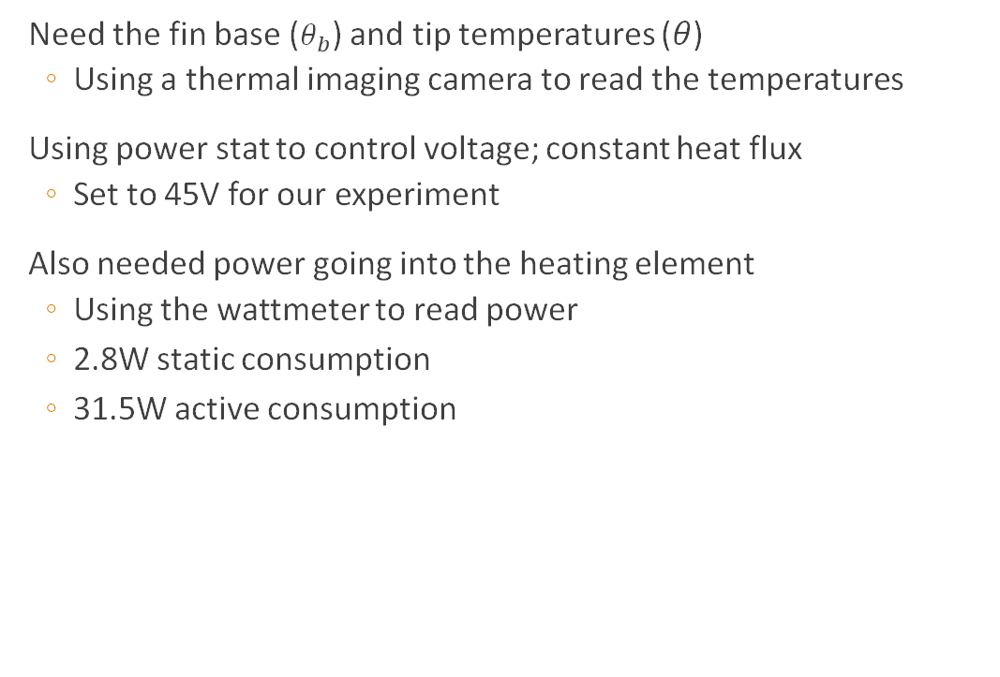 Need the fin base (θ_b) and tip temperatures (θ)
◦ Using a thermal imaging camera to read the temperatures
Using power stat to control voltage; constant heat flux
◦ Set to 45V for our experiment
Also needed power going into the heating element
◦ Using the wattmeter to read power
◦ 2.8W static consumption
◦ 31.5W active consumption